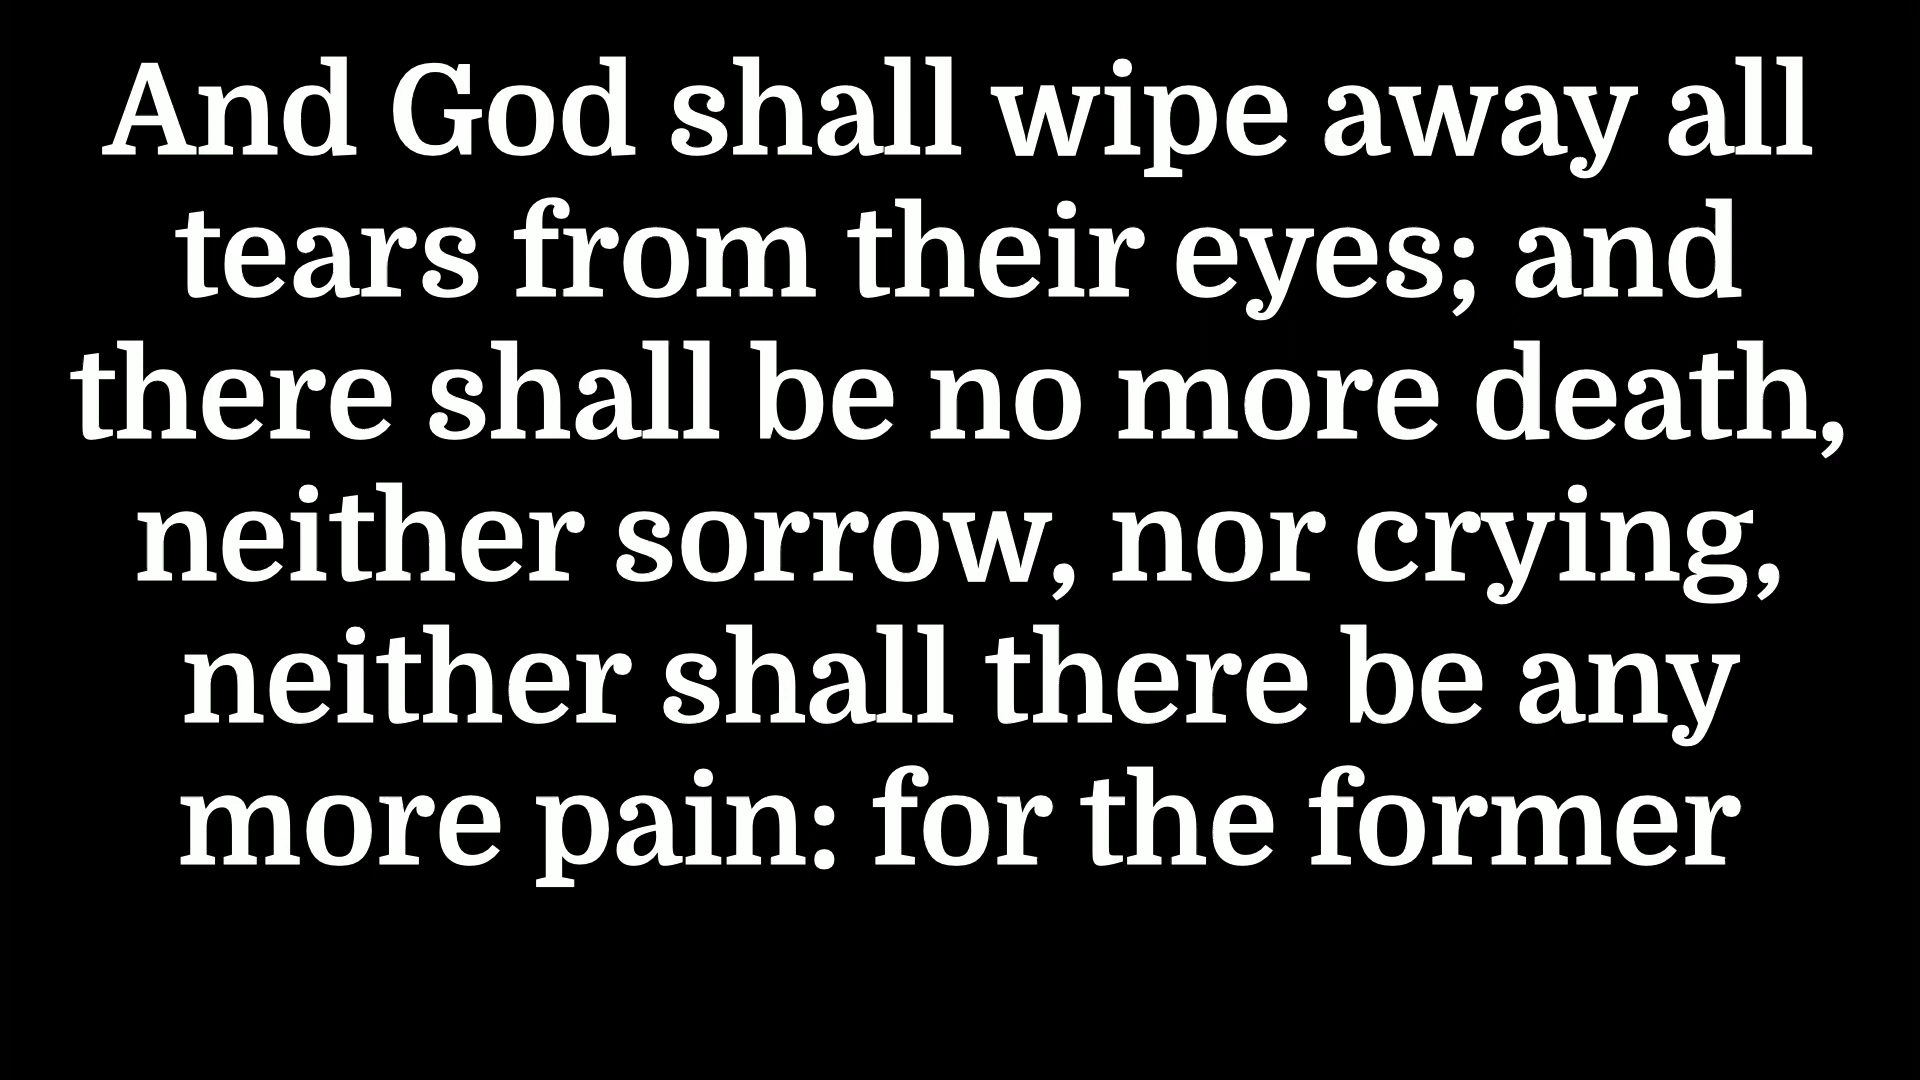 And God shall wipe away all
tears from their eyes; and
there shall be no more death,
neither sorrow, nor crying,
neither shall there be any
more pain: for the former